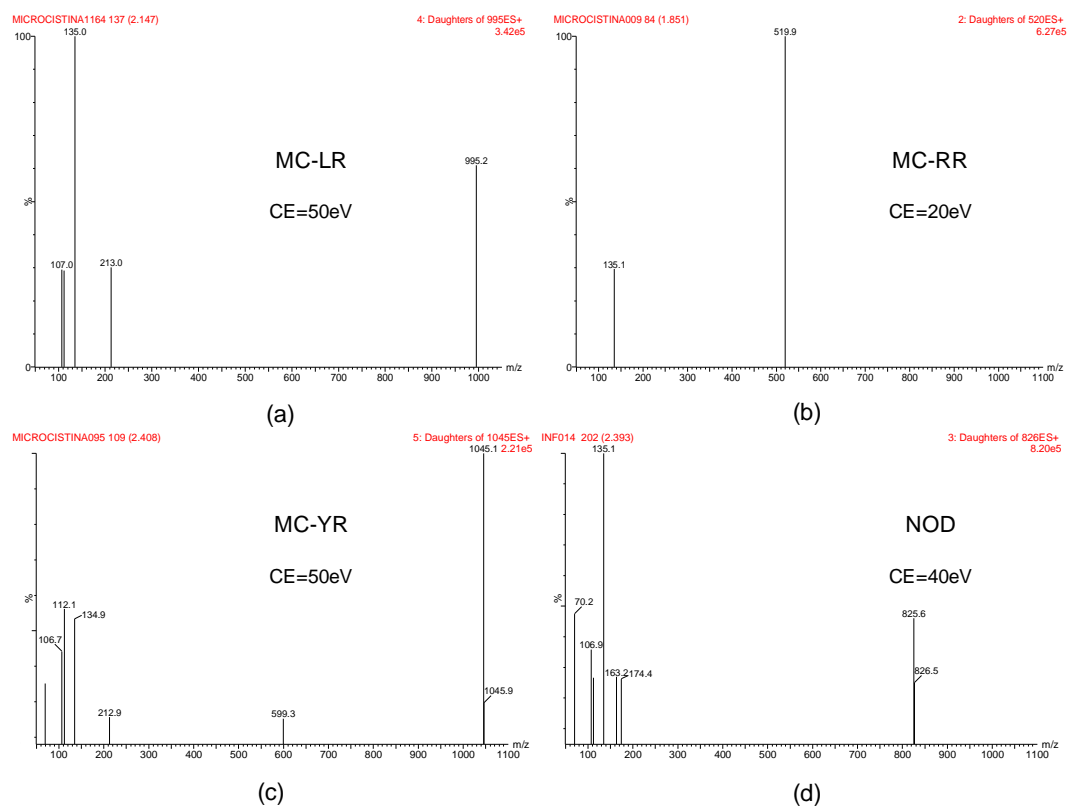 MICROCISTINA1164 137 (2.147)
4: Daughters of 995ES+
3.42e5
100
135.0
MC-LR
CE=50eV
995.2
%
107.0
213.0
0
100 200 300 400 500 600 700 800 900 1000
m/z
(a)
MICROCISTINA009 84 (1.851)
2: Daughters of 520ES+
6.27e5
100
519.9
MC-RR
CE=20eV
%
135.1
0
100 200 300 400 500 600 700 800 900 1000 1100
m/z
(b)
MICROCISTINA095 109 (2.408)
5: Daughters of 1045ES+
2.21e5
1045.1
MC-YR
CE=50eV
%
112.1
134.9
106.7
212.9
599.3
1045.9
100 200 300 400 500 600 700 800 900 1000 1100
m/z
(c)
INF014 202 (2.393)
3: Daughters of 826ES+
8.20e5
135.1
NOD
CE=40eV
%
70.2
106.9
163.2
174.4
825.6
826.5
100 200 300 400 500 600 700 800 900 1000 1100
m/z
(d)